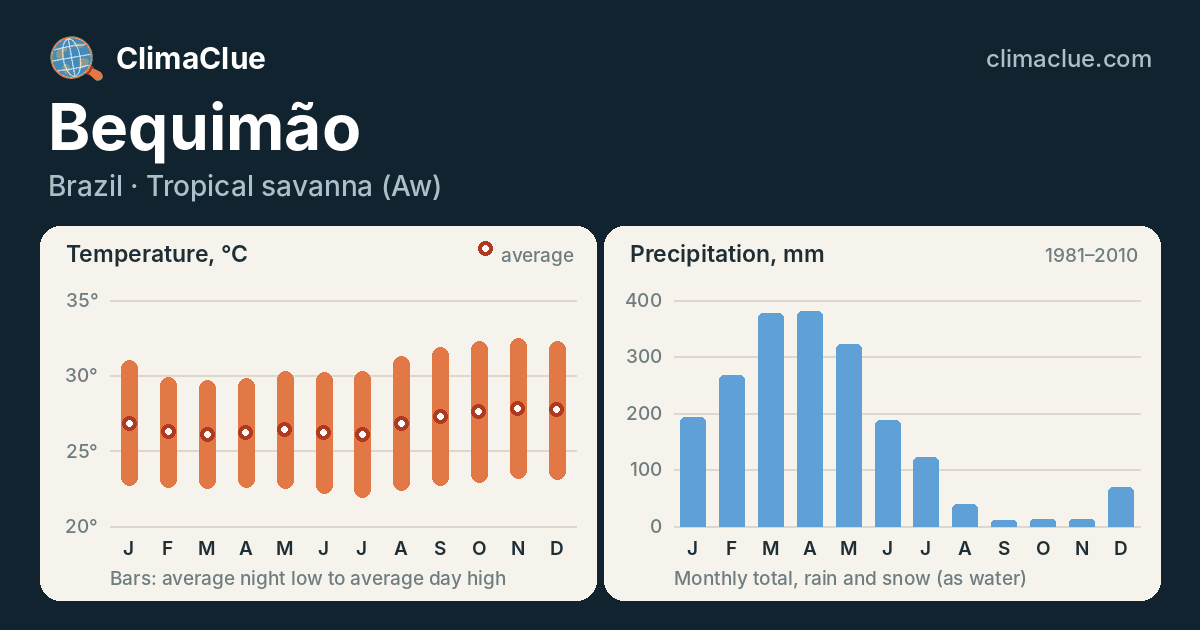 ClimaClue
climaclue.com
Bequimão
Brazil · Tropical savanna (Aw)
Temperature, °C
average
35°
30°
25°
20°
J F M A M J J A S O N D
Bars: average night low to average day high
Precipitation, mm
1981–2010
400
300
200
100
0
J F M A M J J A S O N D
Monthly total, rain and snow (as water)